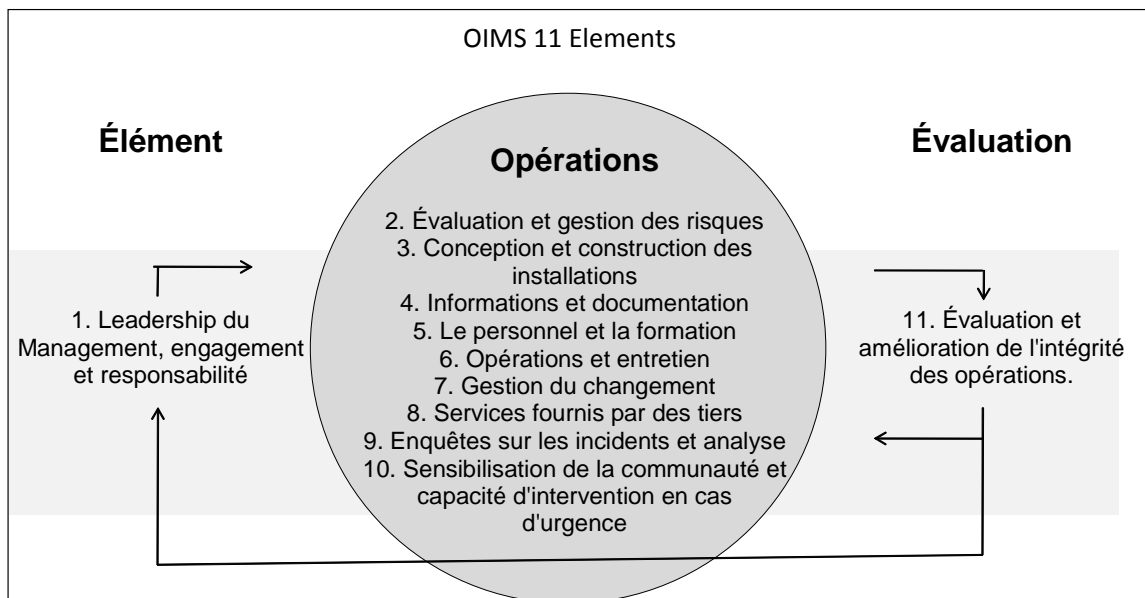 OIMS 11 Elements
Élément
Opérations
Évaluation
2. Évaluation et gestion des risques
3. Conception et construction des
installations
4. Informations et documentation
5. Le personnel et la formation
6. Opérations et entretien
7. Gestion du changement
8. Services fournis par des tiers
9. Enquêtes sur les incidents et analyse
10. Sensibilisation de la communauté et
capacité d'intervention en cas
d'urgence
1. Leadership du
Management, engagement
et responsabilité
11. Évaluation et
amélioration de l'intégrité
des opérations.